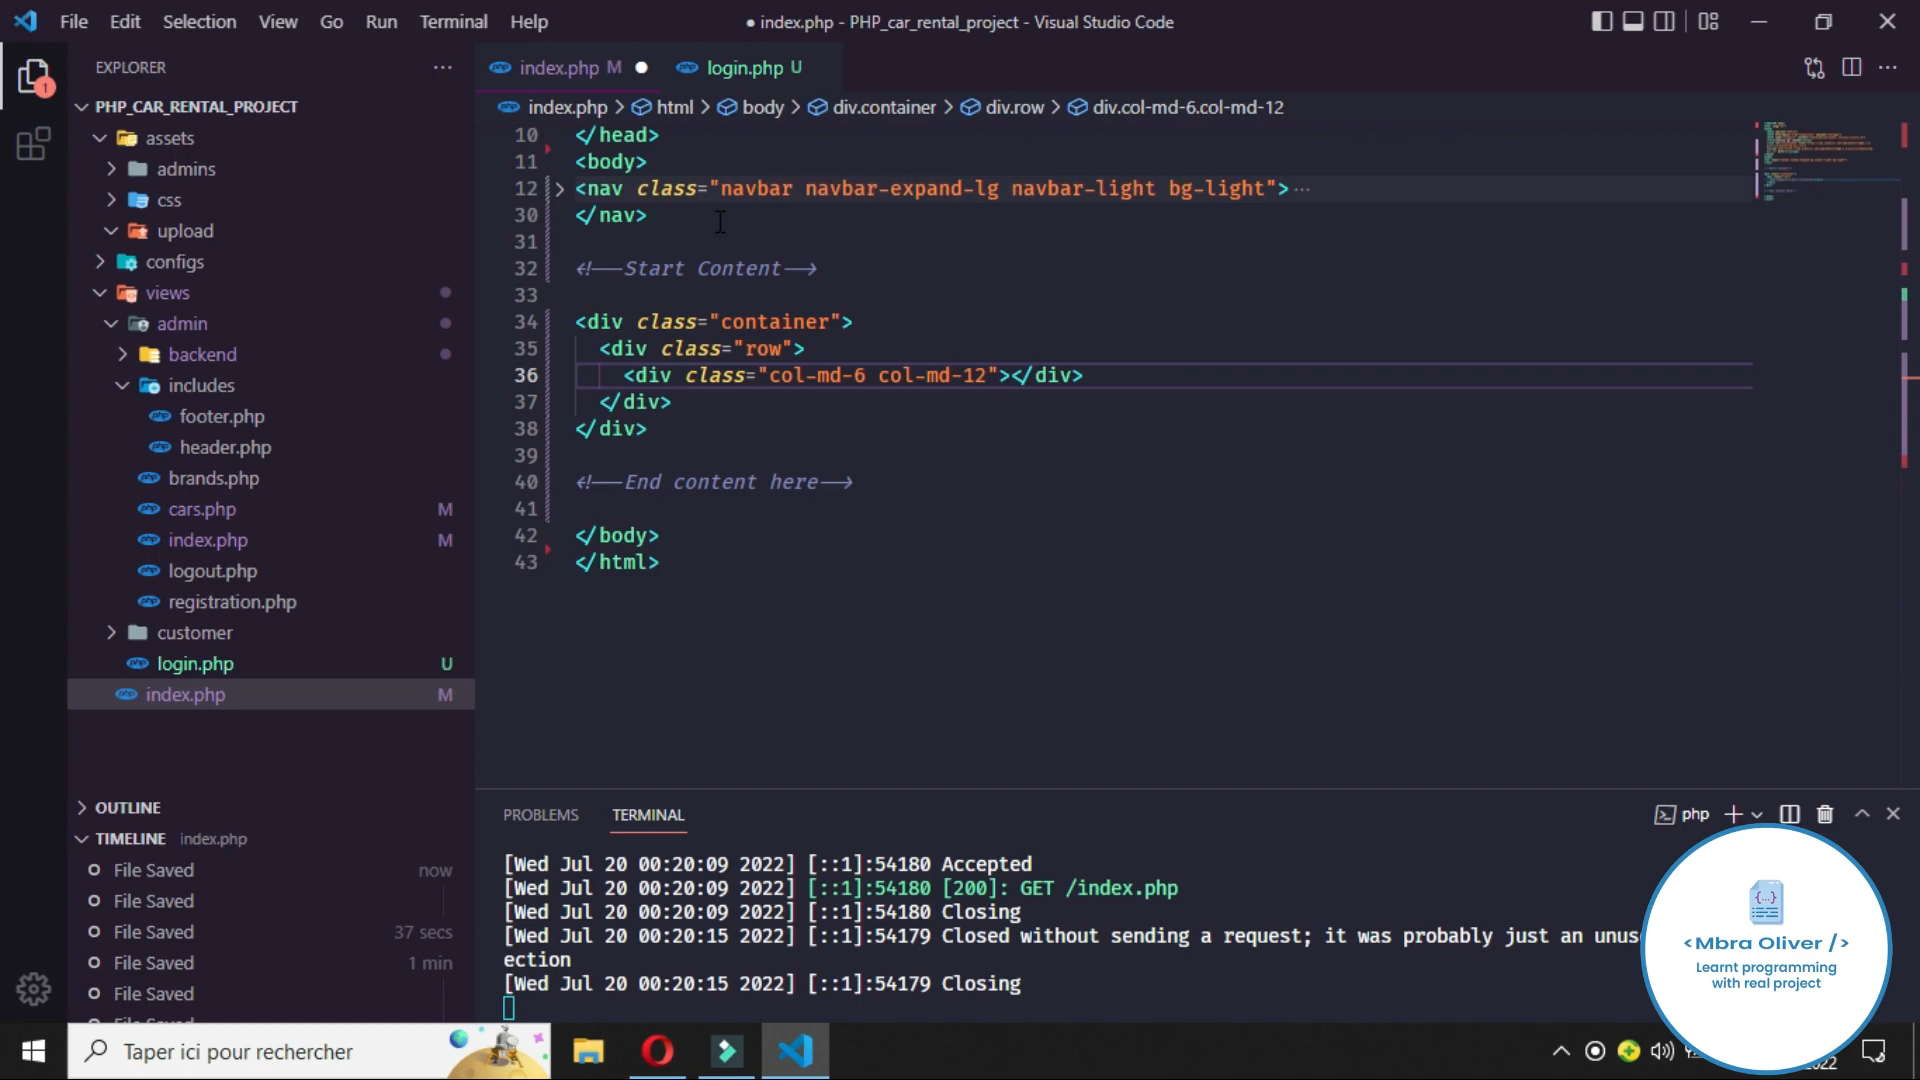 File Edit Selection View Go Run Terminal Help
● index.php - PHP_car_rental_project - Visual Studio Code
EXPLORER
1
PHP_CAR_RENTAL_PROJECT
assets
admins
css
upload
configs
views
admin
backend
includes
footer.php
header.php
brands.php
cars.php M
index.php M
logout.php
registration.php
customer
login.php U
index.php M
OUTLINE
TIMELINE index.php
File Saved now
File Saved
File Saved 37 secs
File Saved 1 min
File Saved
File Saved
index.php M
login.php U
index.php > html > body > div.container > div.row > div.col-md-6.col-md-12
10 </head>
11 <body>
12 <nav class="navbar navbar-expand-lg navbar-light bg-light">…
30 </nav>
31
32 <!--Start Content-->
33
34 <div class="container">
35 <div class="row">
36 <div class="col-md-6 col-md-12"></div>
37 </div>
38 </div>
39
40 <!--End content here-->
41
42 </body>
43 </html>
PROBLEMS TERMINAL
php
[Wed Jul 20 00:20:09 2022] [::1]:54180 Accepted
[Wed Jul 20 00:20:09 2022] [::1]:54180 [200]: GET /index.php
[Wed Jul 20 00:20:09 2022] [::1]:54180 Closing
[Wed Jul 20 00:20:15 2022] [::1]:54179 Closed without sending a request; it was probably just an
ection
[Wed Jul 20 00:20:15 2022] [::1]:54179 Closing
{...}
<Mbra Oliver />
Learnt programming
with real project
Taper ici pour rechercher